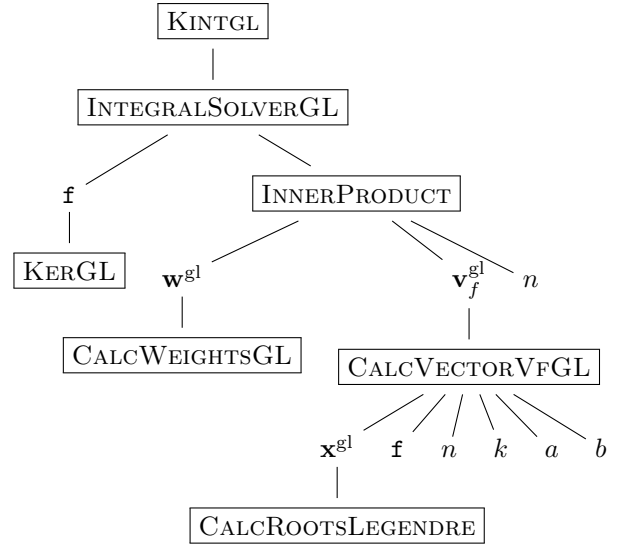 KINTGL
INTEGRALSOLVERGL
f
INNERPRODUCT
KERGL
w^gl
v_f^gl
n
CALCWEIGHTSGL
CALCVECTORVFGL
x^gl
f
n
k
a
b
CALCROOTSLEGENDRE